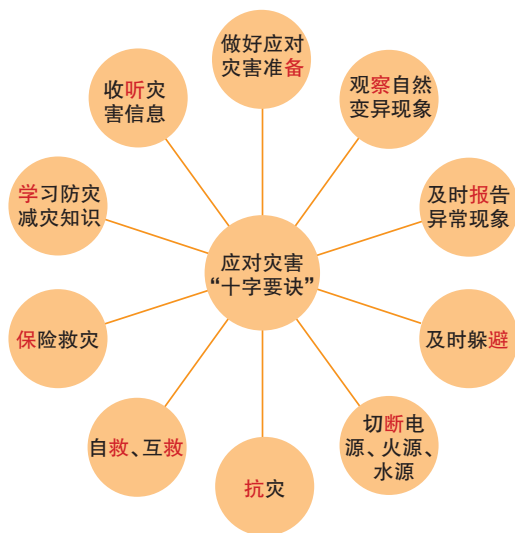 应对灾害
“十字要诀”
做好应对
灾害准备
观察自然
变异现象
及时报告
异常现象
及时躲避
切断电
源、火源、
水源
抗灾
自救、互救
保险救灾
学习防灾
减灾知识
收听灾
害信息